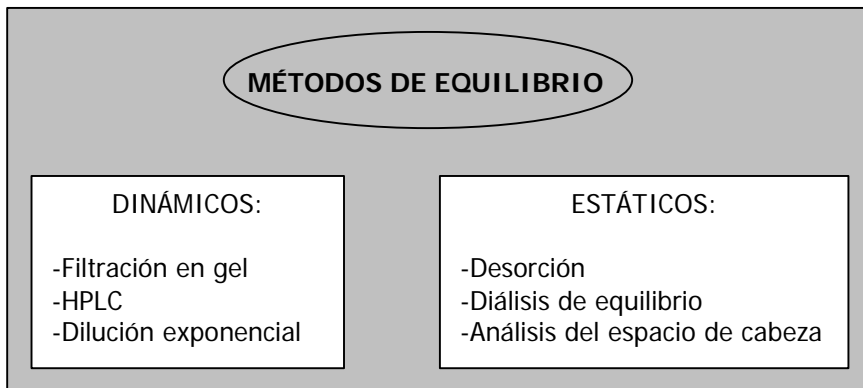 MÉTODOS DE EQUILIBRIO
DINÁMICOS:
-Filtración en gel
-HPLC
-Dilución exponencial
ESTÁTICOS:
-Desorción
-Diálisis de equilibrio
-Análisis del espacio de cabeza